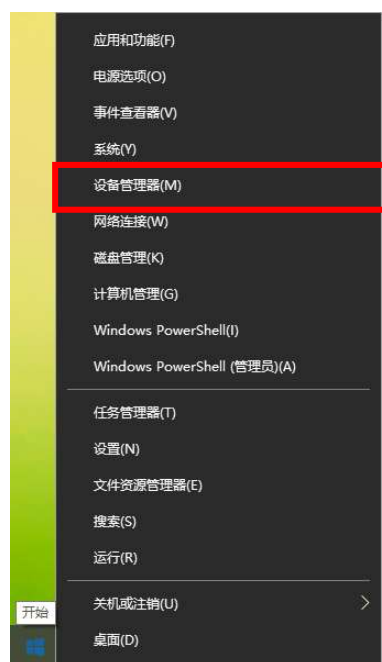 应用和功能(F)
电源选项(O)
事件查看器(V)
系统(Y)
设备管理器(M)
网络连接(W)
磁盘管理(K)
计算机管理(G)
Windows PowerShell(I)
Windows PowerShell (管理员)(A)
任务管理器(T)
设置(N)
文件资源管理器(E)
搜索(S)
运行(R)
关机或注销(U)
开始
桌面(D)